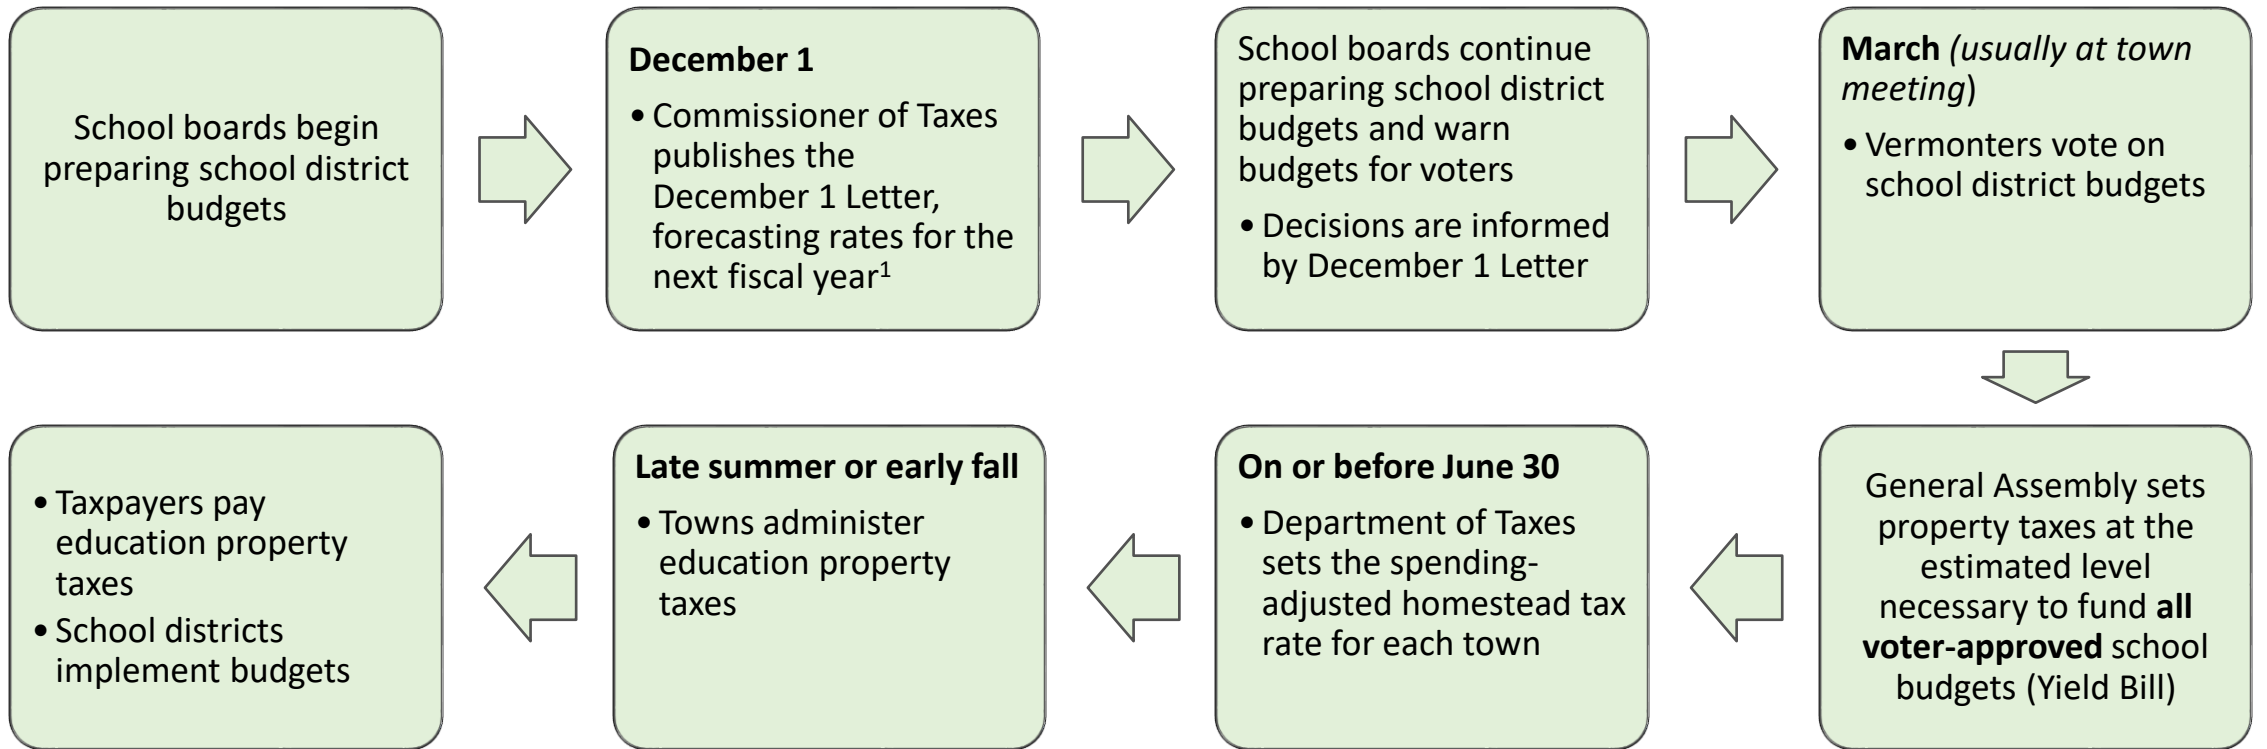 School boards begin
preparing school district
budgets
December 1
• Commissioner of Taxes
publishes the
December 1 Letter,
forecasting rates for the
next fiscal year¹
School boards continue
preparing school district
budgets and warn
budgets for voters
• Decisions are informed
by December 1 Letter
March (usually at town
meeting)
• Vermonters vote on
school district budgets
General Assembly sets
property taxes at the
estimated level
necessary to fund all
voter-approved school
budgets (Yield Bill)
On or before June 30
• Department of Taxes
sets the spending-
adjusted homestead tax
rate for each town
Late summer or early fall
• Towns administer
education property
taxes
• Taxpayers pay
education property
taxes
• School districts
implement budgets